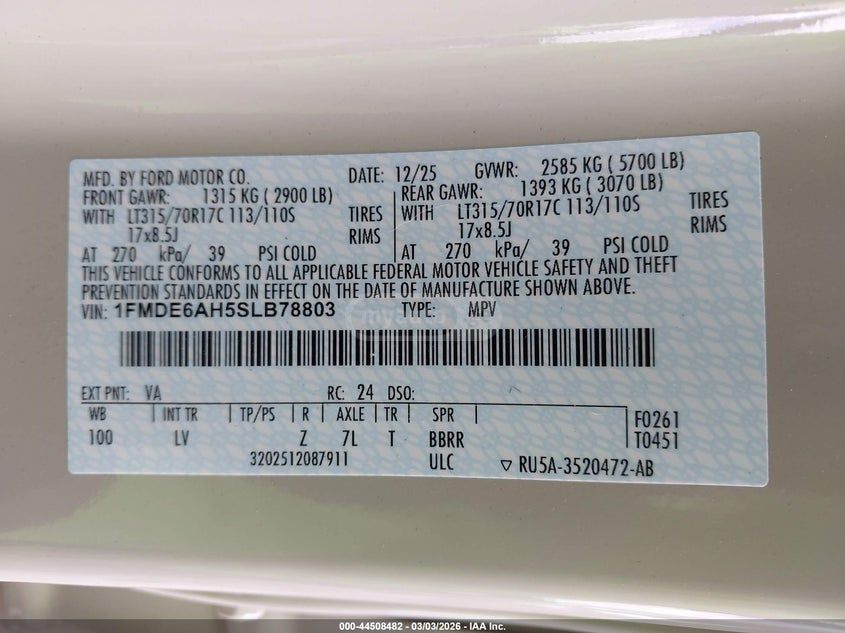 MFD. BY FORD MOTOR CO. DATE: 12/25 GVWR: 2585 KG ( 5700 LB)
FRONT GAWR: 1315 KG ( 2900 LB) REAR GAWR: 1393 KG ( 3070 LB)
WITH LT315/70R17C 113/110S TIRES WITH LT315/70R17C 113/110S TIRES
17x8.5J RIMS 17x8.5J RIMS
AT 270 kPa/ 39 PSI COLD AT 270 kPa/ 39 PSI COLD
THIS VEHICLE CONFORMS TO ALL APPLICABLE FEDERAL MOTOR VEHICLE SAFETY AND THEFT
PREVENTION STANDARDS IN EFFECT ON THE DATE OF MANUFACTURE SHOWN ABOVE.
VIN: 1FMDE6AH5SLB78803 TYPE: MPV
EXT PNT: VA RC: 24 DSO:
WB INT TR TP/PS R AXLE TR SPR F0261
100 LV Z 7L T BBRR T0451
3202512087911 ULC ▽ RU5A-3520472-AB
000-44508482 - 03/03/2026 - IAA Inc.